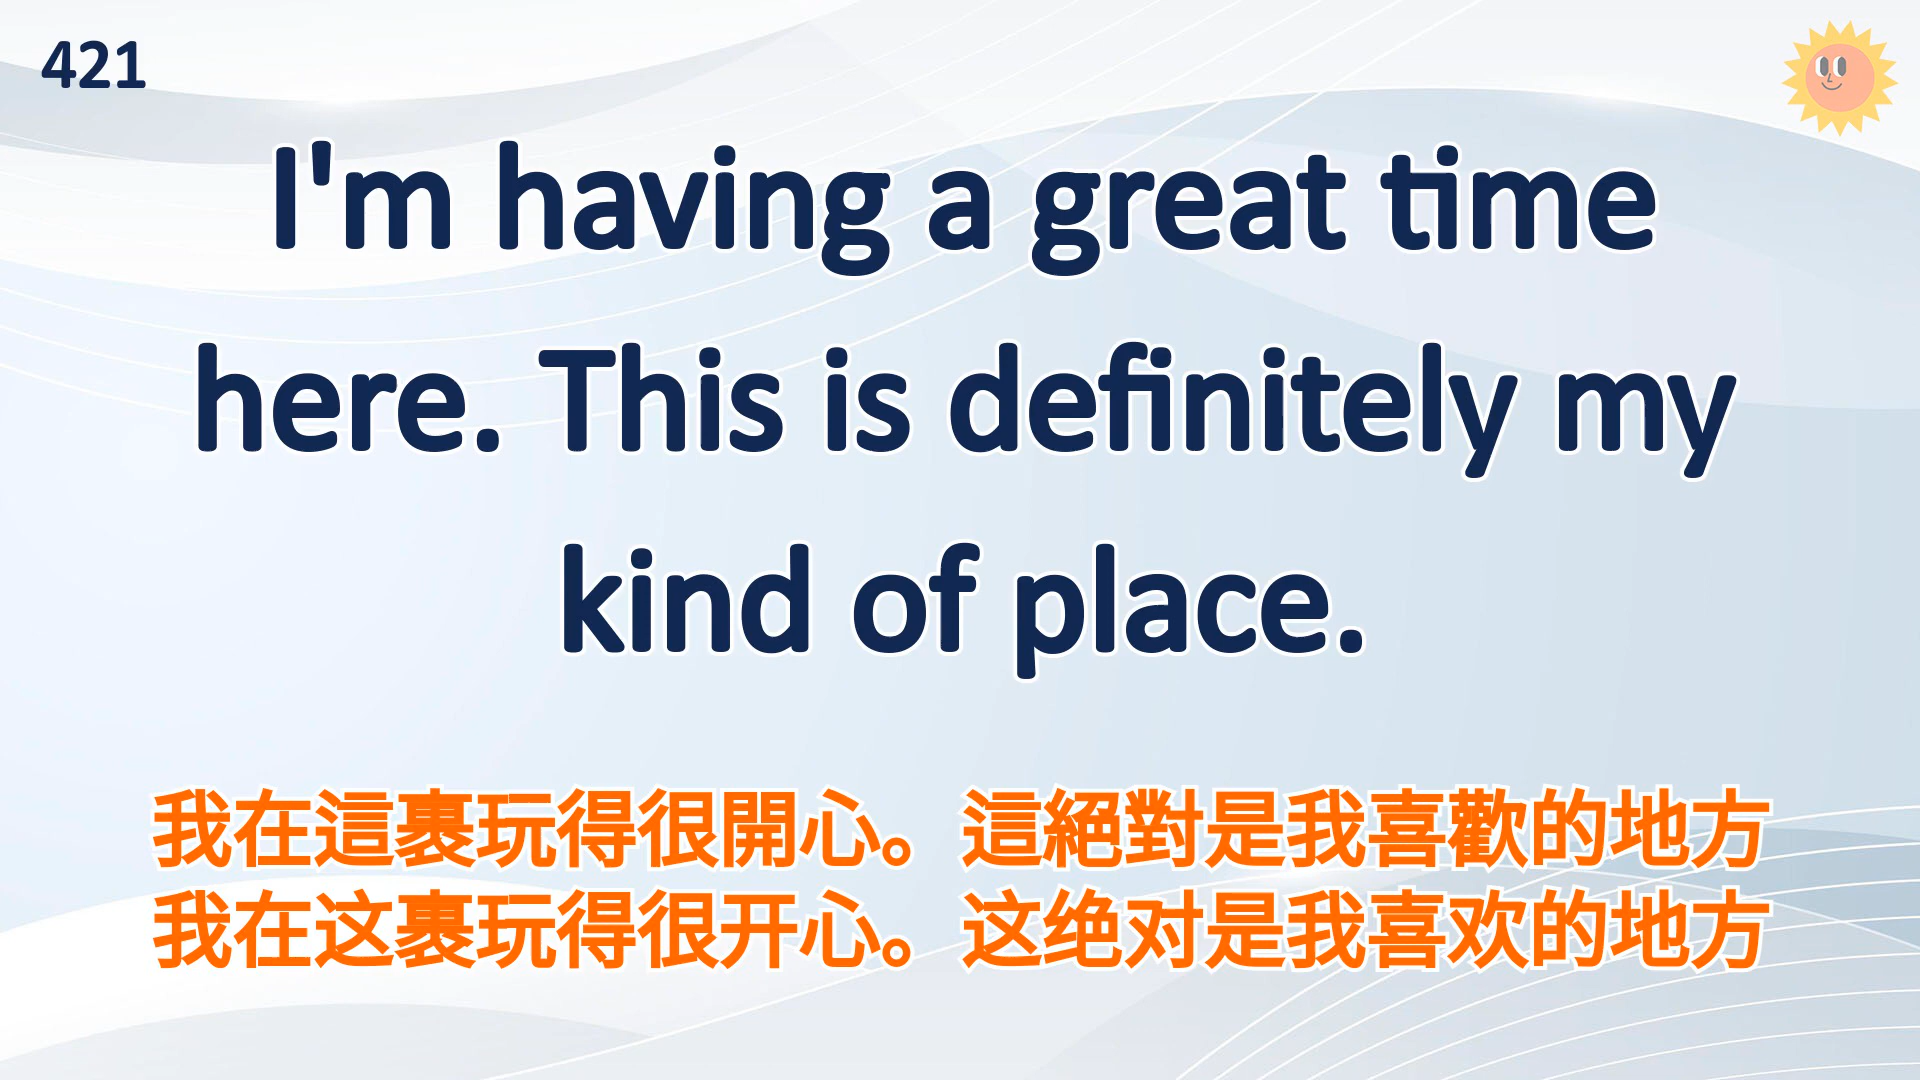 421
I'm having a great time
here. This is definitely my
kind of place.
我在這裹玩得很開心。這絕對是我喜歡的地方
我在这裹玩得很开心。这绝对是我喜欢的地方